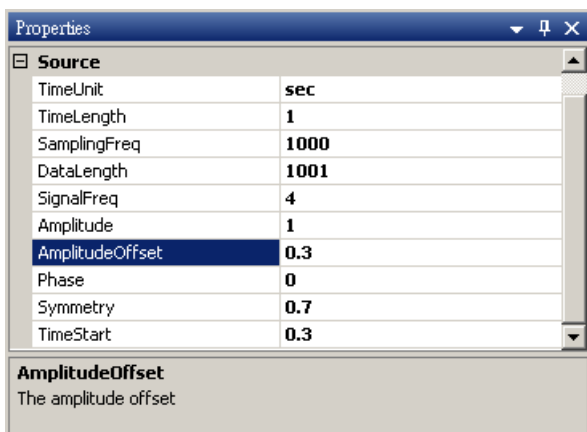 Properties
Source
TimeUnit sec
TimeLength 1
SamplingFreq 1000
DataLength 1001
SignalFreq 4
Amplitude 1
AmplitudeOffset 0.3
Phase 0
Symmetry 0.7
TimeStart 0.3
AmplitudeOffset
The amplitude offset